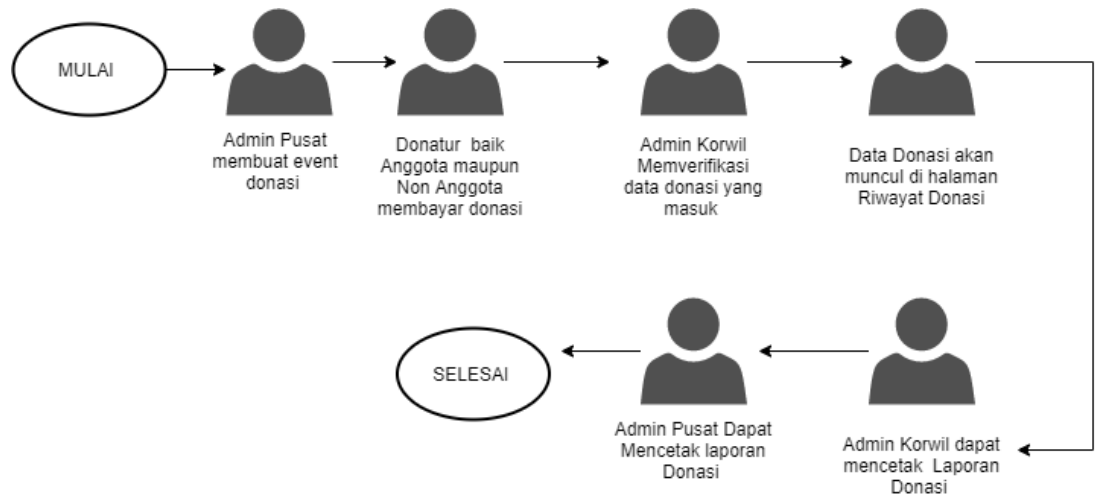 MULAI
Admin Pusat
membuat event
donasi
Donatur baik
Anggota maupun
Non Anggota
membayar donasi
Admin Korwil
Memverifikasi
data donasi yang
masuk
Data Donasi akan
muncul di halaman
Riwayat Donasi
Admin Korwil dapat
mencetak Laporan
Donasi
Admin Pusat Dapat
Mencetak laporan
Donasi
SELESAI